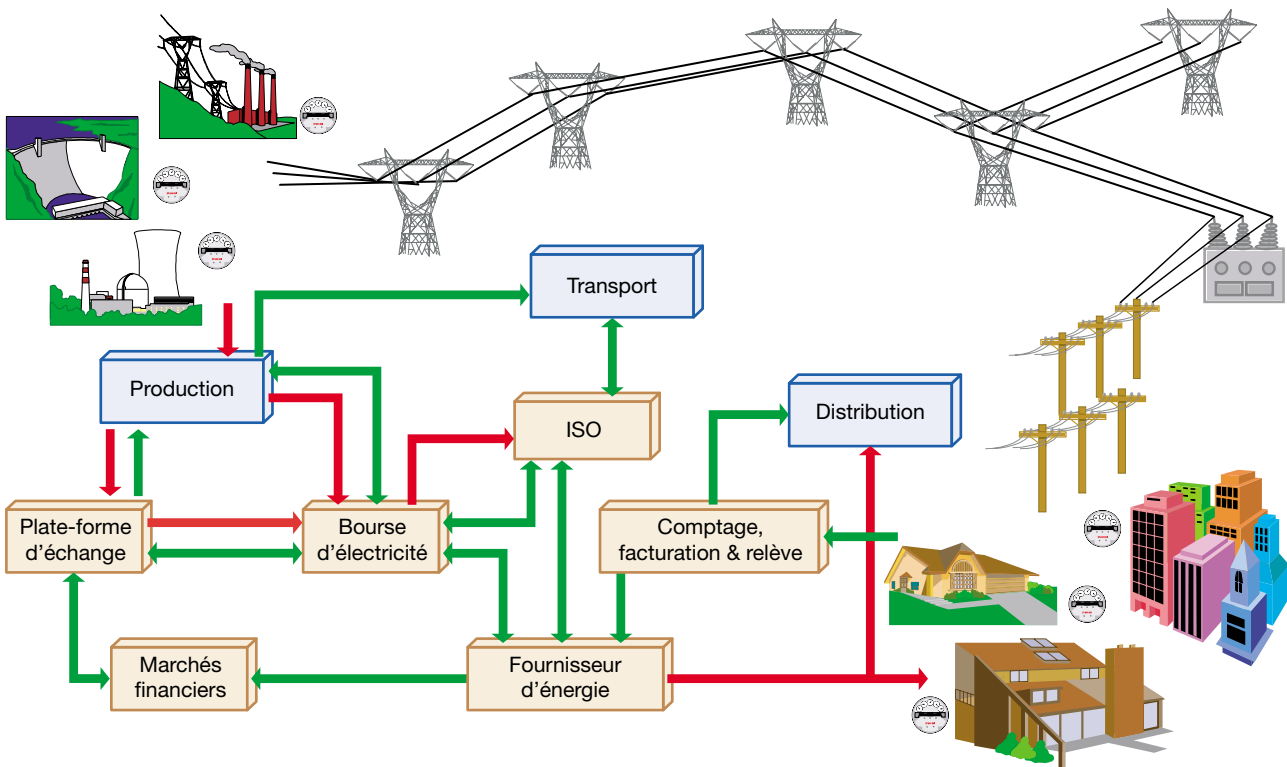 Transport
Production
ISO
Distribution
Plate-forme
d’échange
Bourse
d’électricité
Comptage,
facturation & relève
Marchés
financiers
Fournisseur
d’énergie